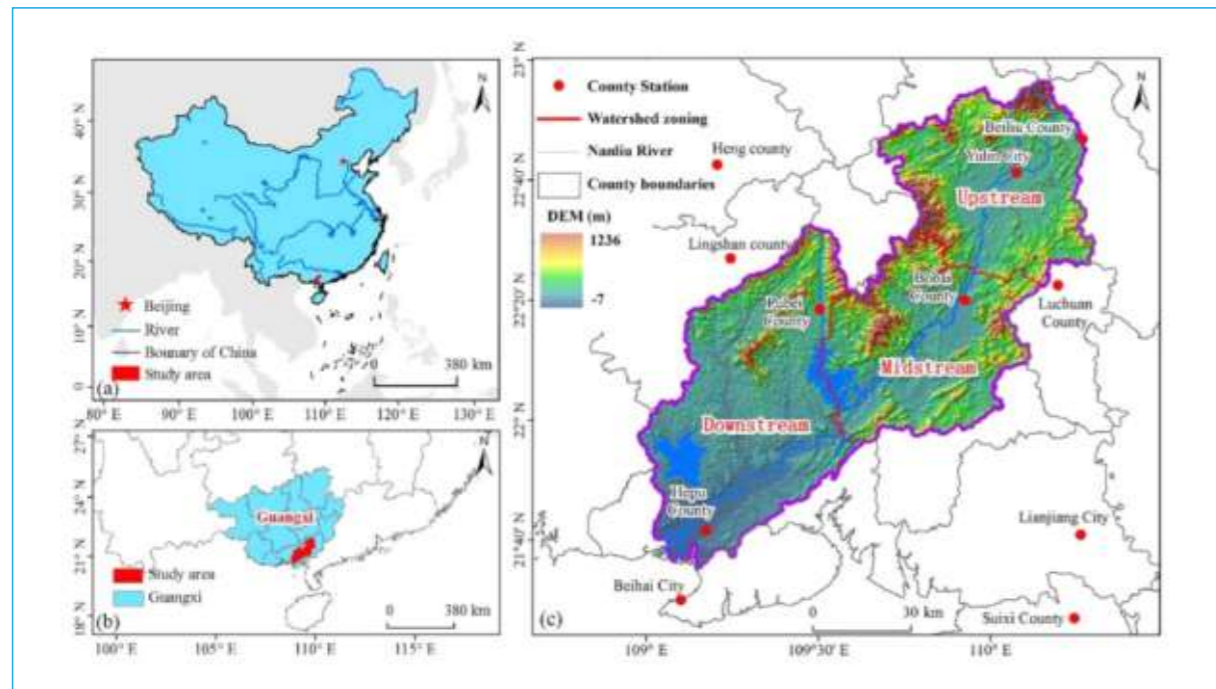 40° N
30° N
20° N
10° N
0
N
Beijing
River
Bounary of China
Study area
0 380 km
(a)
80° E 90° E 100° E 110° E 120° E 130° E
27° N
24° N
21° N
18° N
N
Guangxi
Study area
Guangxi
0 380 km
(b)
100° E 105° E 110° E 115° E
23° N
22°40′ N
22°20′ N
22° N
21°40′ N
N
County Station
Watershed zoning
Nanliu River
County boundaries
DEM (m)
1236
-7
Heng county
Beiliu County
Yulin City
Upstream
Lingshan county
Bobai
County
Luchuan
County
Pubei
County
Midstream
Downstream
Hepu
County
Lianjiang City
Beihai City
0 30 km
Suixi County
(c)
109° E 109°30′ E 110° E